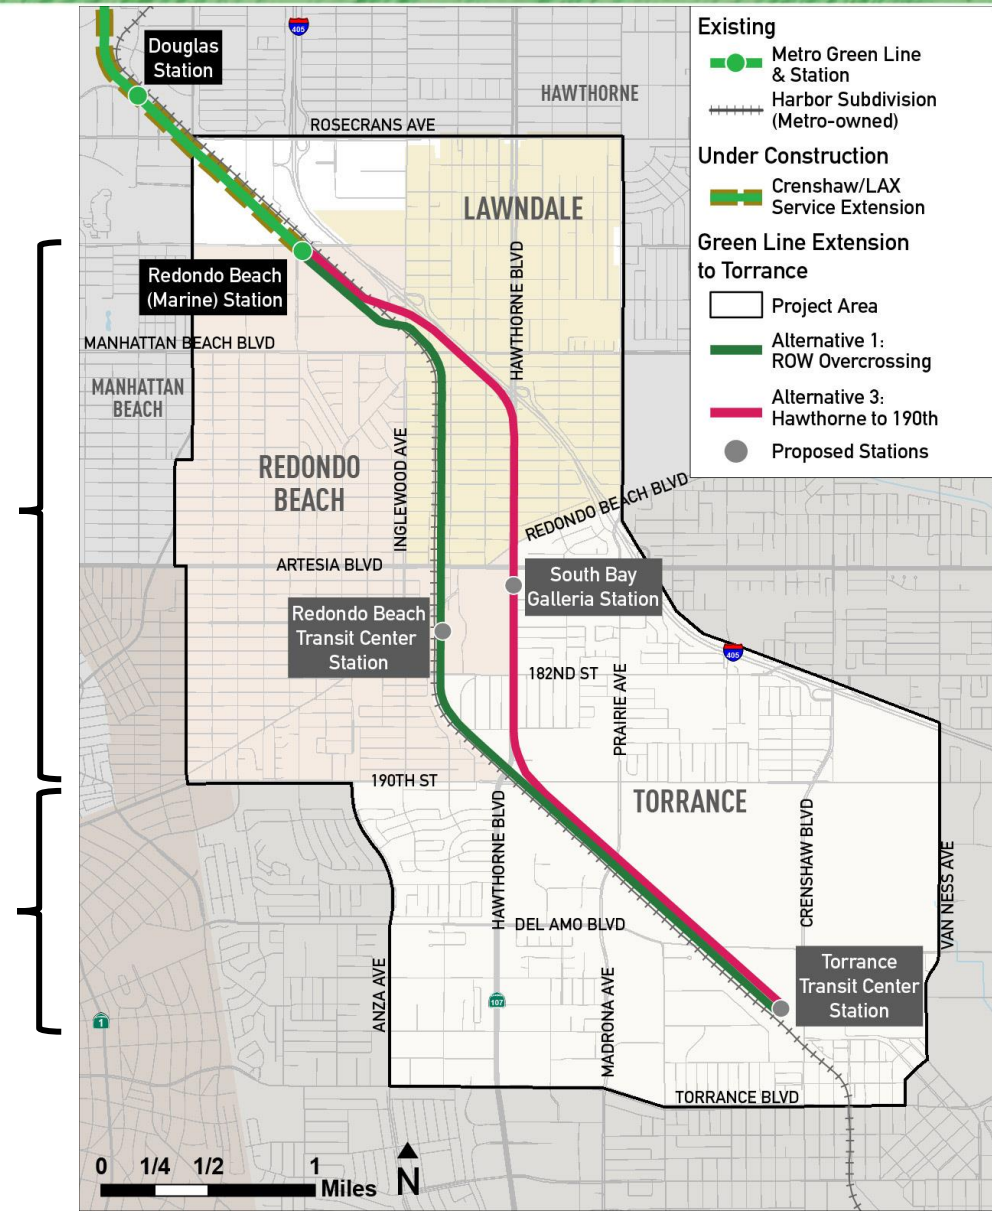 405
Douglas
Station
HAWTHORNE
ROSECRANS AVE
LAWNDALE
HAWTHORNE BLVD
Redondo Beach
(Marine) Station
MANHATTAN BEACH BLVD
MANHATTAN
BEACH
REDONDO
BEACH
INGLEWOOD AVE
REDONDO BEACH BLVD
ARTESIA BLVD
South Bay
Galleria Station
Redondo Beach
Transit Center
Station
405
182ND ST
PRAIRIE AVE
190TH ST
TORRANCE
HAWTHORNE BLVD
CRENSHAW BLVD
VAN NESS AVE
DEL AMO BLVD
Torrance
Transit Center
Station
ANZA AVE
107
MADRONA AVE
1
TORRANCE BLVD
0 1/4 1/2 1
Miles
N
Existing
Metro Green Line
& Station
Harbor Subdivision
(Metro-owned)
Under Construction
Crenshaw/LAX
Service Extension
Green Line Extension
to Torrance
Project Area
Alternative 1:
ROW Overcrossing
Alternative 3:
Hawthorne to 190th
Proposed Stations